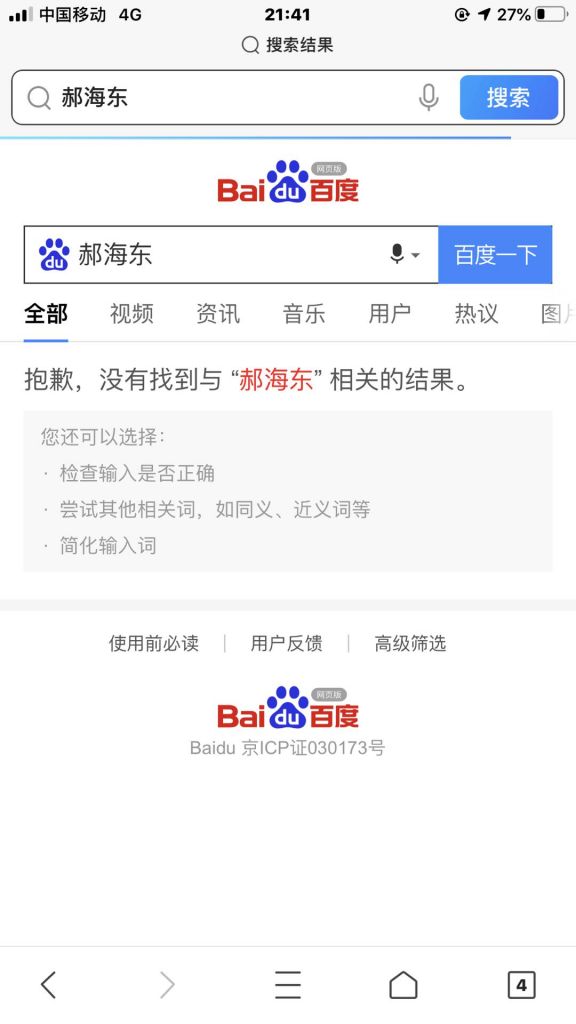 中国移动 4G 21:41 27%
搜索结果
郝海东 搜索
Bai du 百度 网页版
du 郝海东 百度一下
全部 视频 资讯 音乐 用户 热议 图片
抱歉，没有找到与 “郝海东” 相关的结果。
您还可以选择：
· 检查输入是否正确
· 尝试其他相关词，如同义、近义词等
· 简化输入词
使用前必读 | 用户反馈 | 高级筛选
Bai du 百度 网页版
Baidu 京ICP证030173号
4